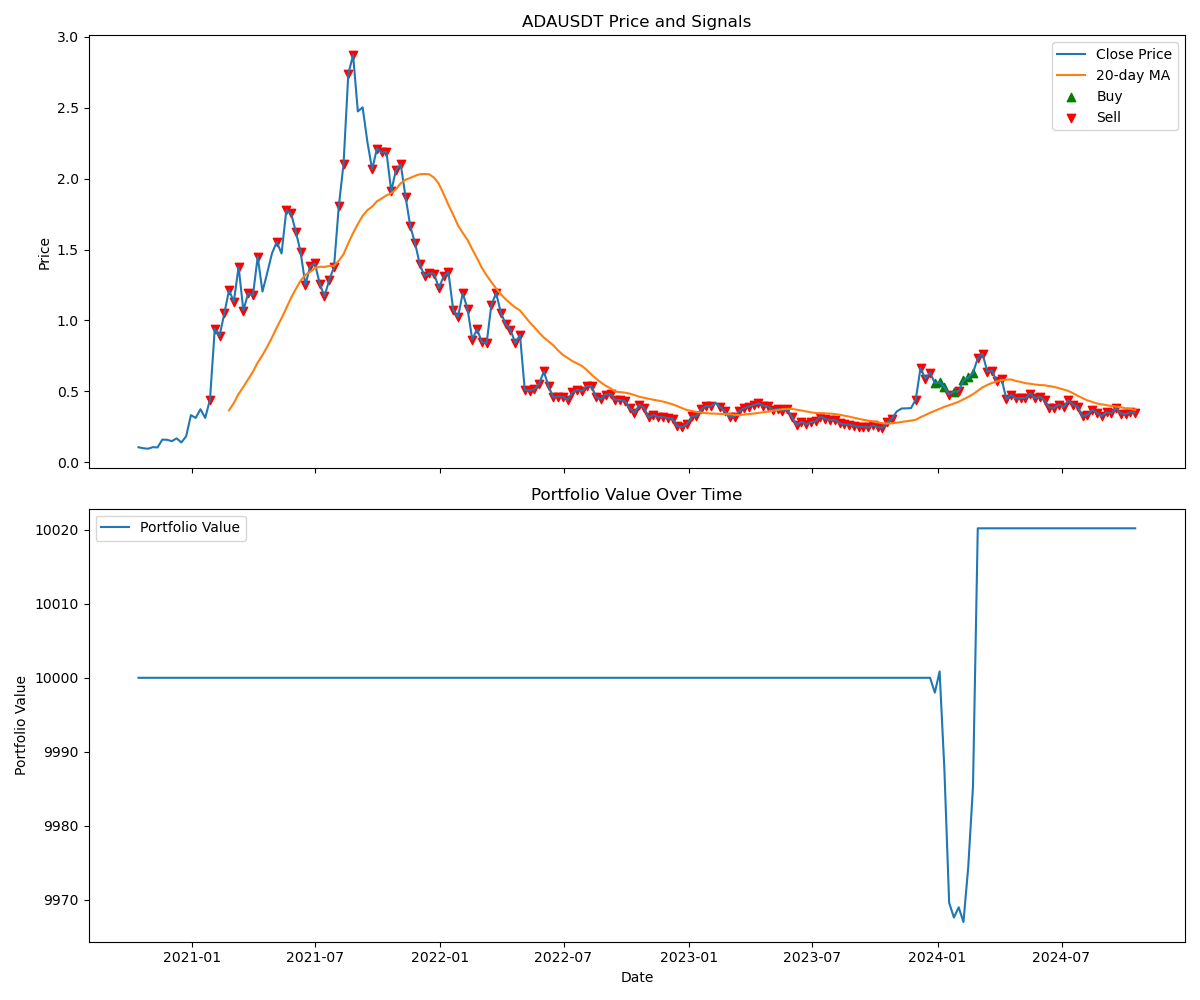 ADAUSDT Price and Signals
3.0
2.5
2.0
1.5
1.0
0.5
0.0
Price
Close Price
20-day MA
Buy
Sell
Portfolio Value Over Time
10020
10010
10000
9990
9980
9970
Portfolio Value
Portfolio Value
2021-01 2021-07 2022-01 2022-07 2023-01 2023-07 2024-01 2024-07
Date